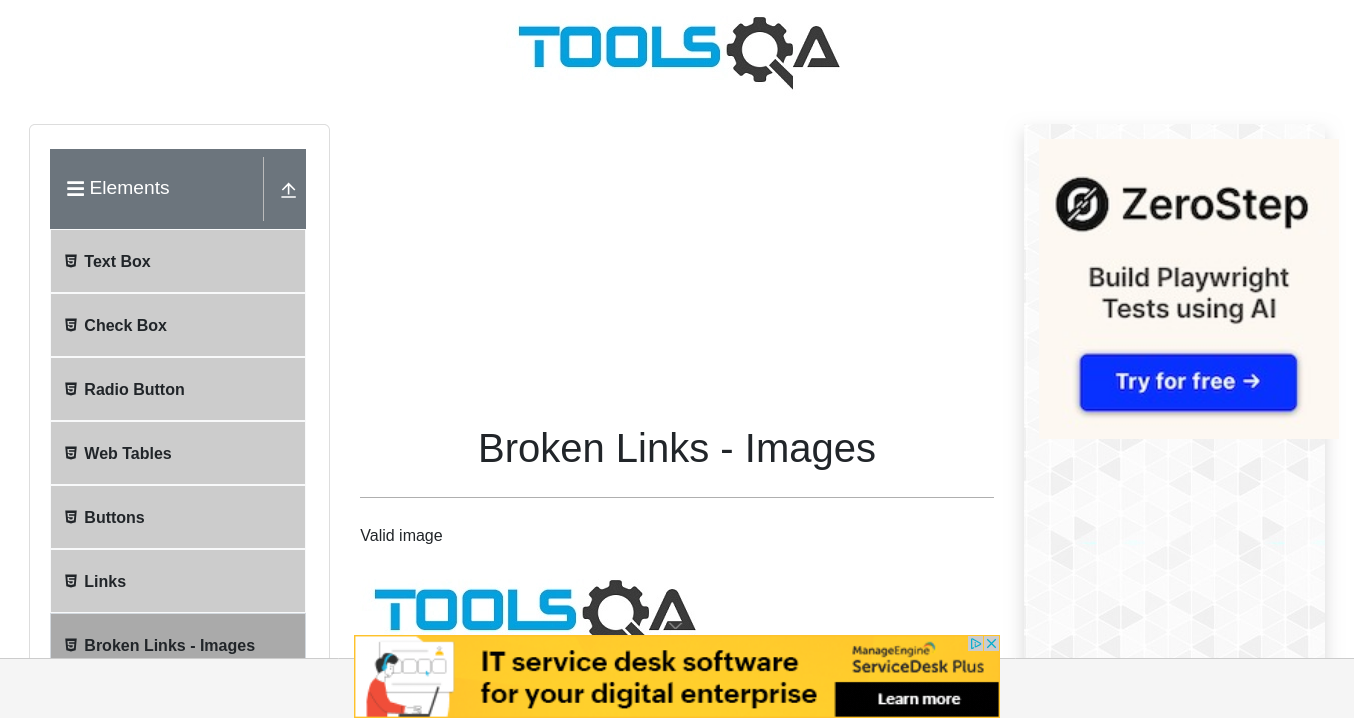 TOOLSQA
Elements
Text Box
Check Box
Radio Button
Web Tables
Buttons
Links
Broken Links - Images
Broken Links - Images
Valid image
TOOLSQA
ZeroStep
Build Playwright
Tests using AI
Try for free →
IT service desk software
for your digital enterprise
ManageEngine
ServiceDesk Plus
Learn more